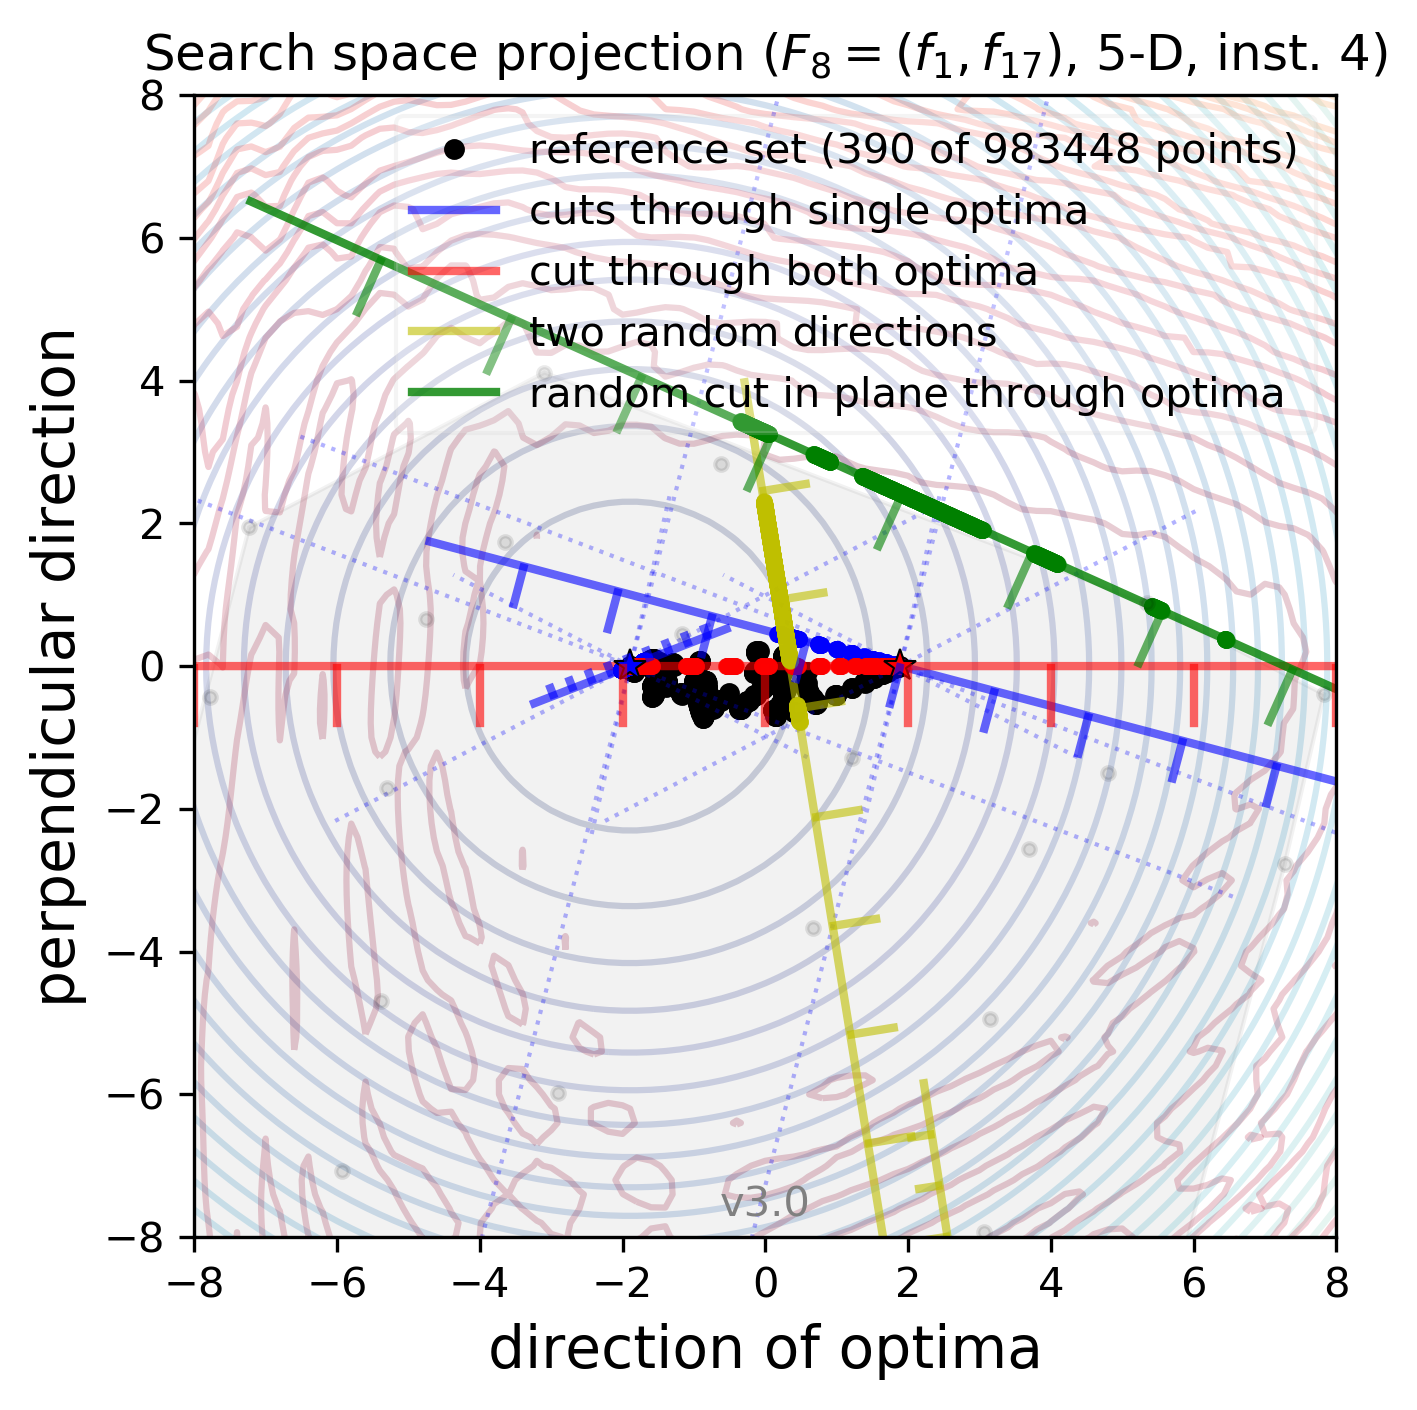 Search space projection (F₈ = (f₁, f₁₇), 5-D, inst. 4)
8
6
4
2
0
−2
−4
−6
−8
perpendicular direction
reference set (390 of 983448 points)
cuts through single optima
cut through both optima
two random directions
random cut in plane through optima
v3.0
−8 −6 −4 −2 0 2 4 6 8
direction of optima